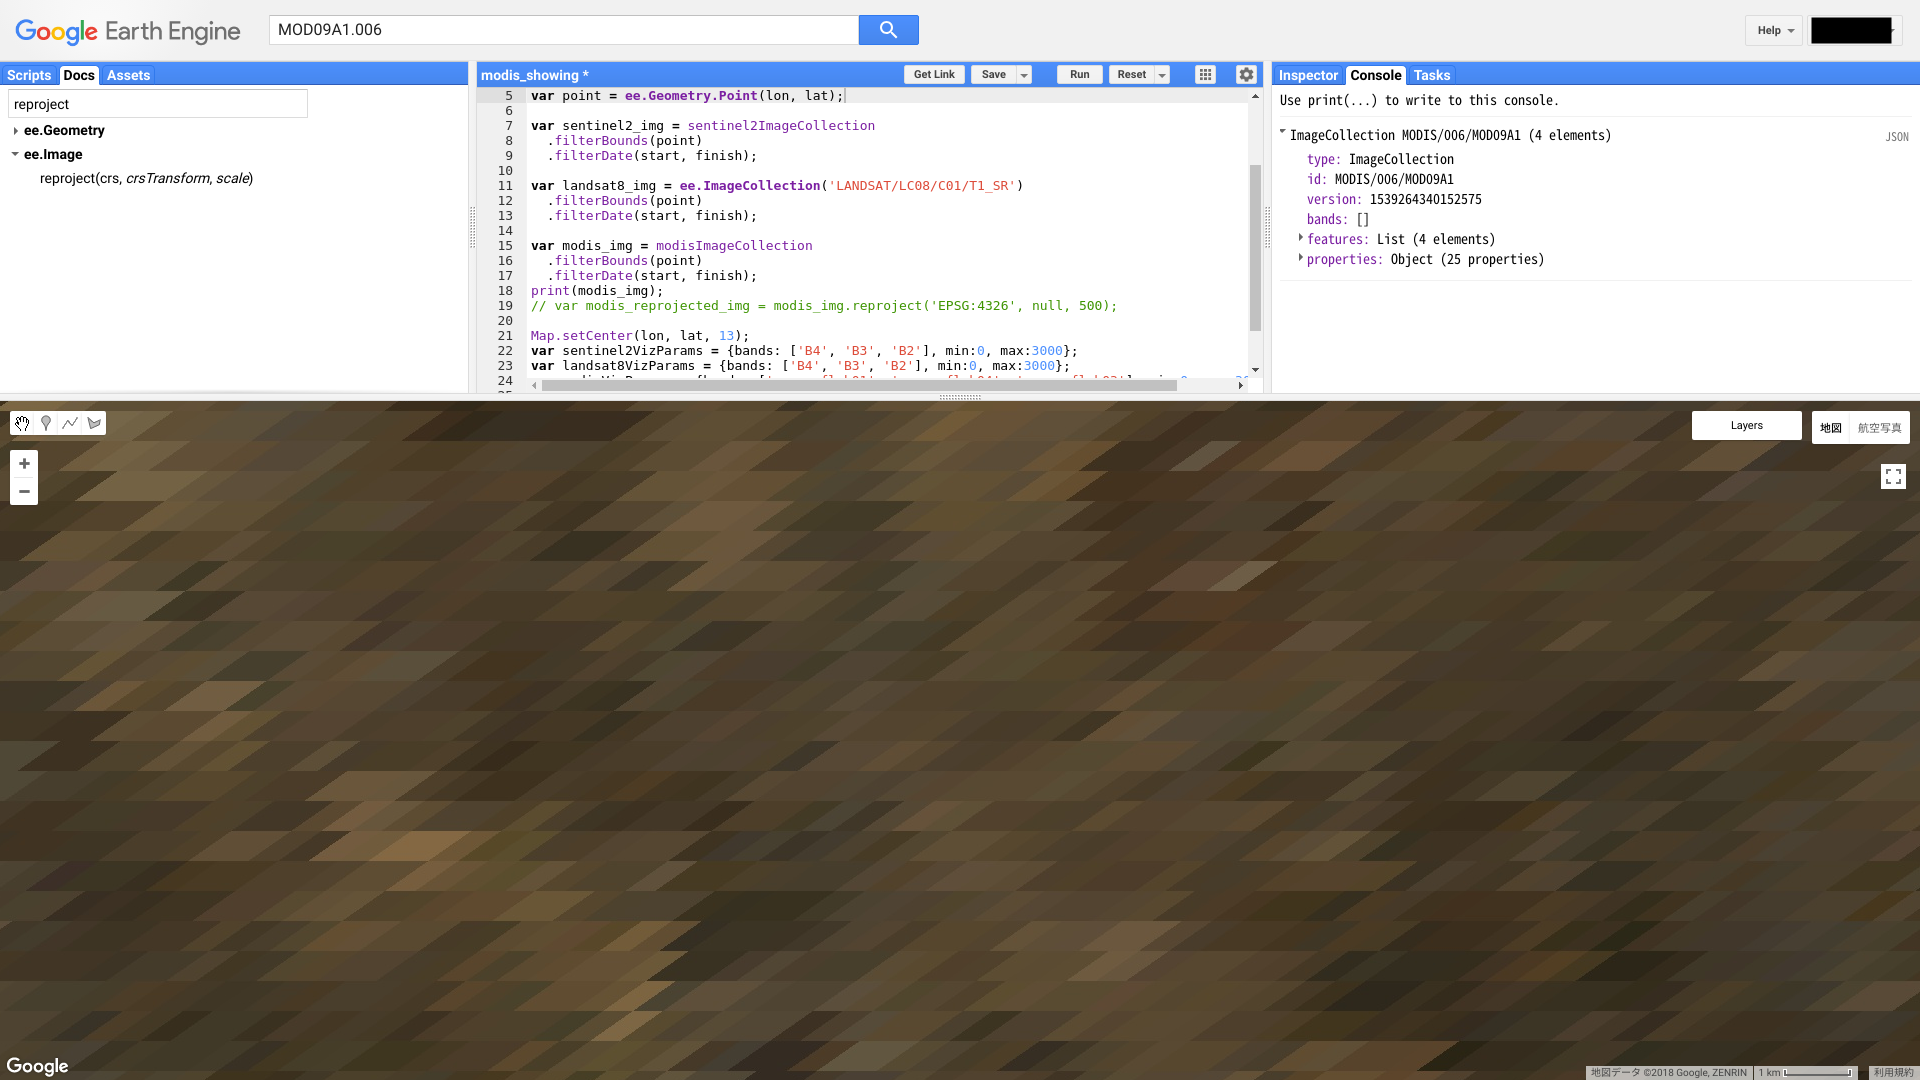 Google Earth Engine
MOD09A1.006
Help
Scripts Docs Assets
reproject
ee.Geometry
ee.Image
reproject(crs, crsTransform, scale)
modis_showing *
Get Link Save Run Reset
5 var point = ee.Geometry.Point(lon, lat);
6
7 var sentinel2_img = sentinel2ImageCollection
8 .filterBounds(point)
9 .filterDate(start, finish);
10
11 var landsat8_img = ee.ImageCollection('LANDSAT/LC08/C01/T1_SR')
12 .filterBounds(point)
13 .filterDate(start, finish);
14
15 var modis_img = modisImageCollection
16 .filterBounds(point)
17 .filterDate(start, finish);
18 print(modis_img);
19 // var modis_reprojected_img = modis_img.reproject('EPSG:4326', null, 500);
20
21 Map.setCenter(lon, lat, 13);
22 var sentinel2VizParams = {bands: ['B4', 'B3', 'B2'], min:0, max:3000};
23 var landsat8VizParams = {bands: ['B4', 'B3', 'B2'], min:0, max:3000};
24
Inspector Console Tasks
Use print(...) to write to this console.
ImageCollection MODIS/006/MOD09A1 (4 elements)
JSON
type: ImageCollection
id: MODIS/006/MOD09A1
version: 1539264340152575
bands: []
features: List (4 elements)
properties: Object (25 properties)
Layers
地図 航空写真
Google
地図データ ©2018 Google, ZENRIN
1 km
利用規約